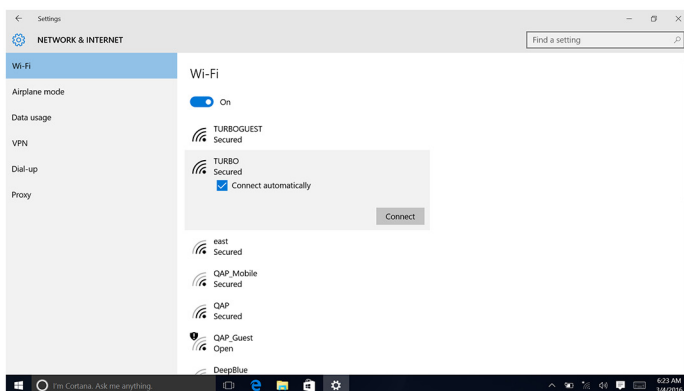 Settings
NETWORK & INTERNET
Find a setting
Wi-Fi
Airplane mode
Data usage
VPN
Dial-up
Proxy
Wi-Fi
On
TURBOGUEST
Secured
TURBO
Secured
Connect automatically
Connect
east
Secured
QAP_Mobile
Secured
QAP
Secured
QAP_Guest
Open
DeepBlue
I'm Cortana. Ask me anything.
6:23 AM
3/4/2016